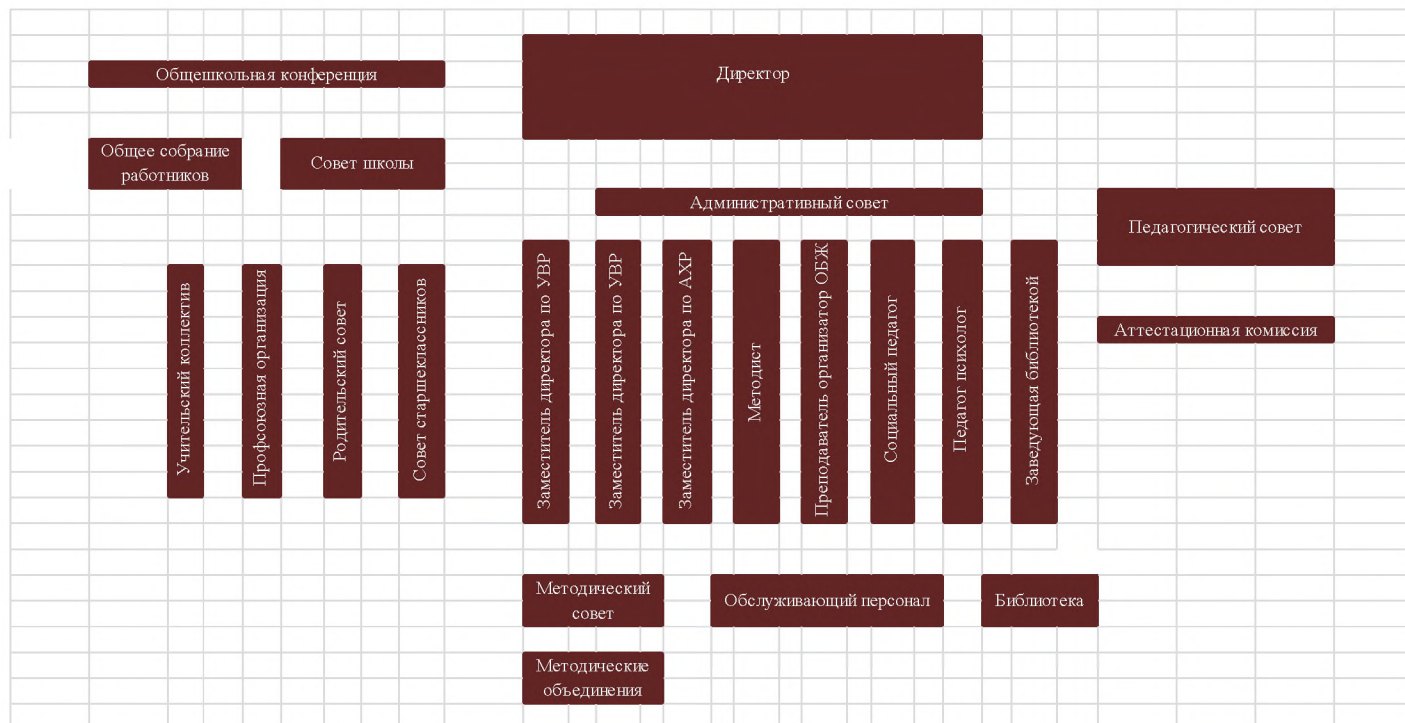 Общешкольная конференция
Директор
Общее собрание
работников
Совет школы
Административный совет
Педагогический совет
Учительский коллектив
Профсоюзная организация
Родительский совет
Совет старшеклассников
Заместитель директора по УВР
Заместитель директора по УВР
Заместитель директора по АХР
Методист
Преподаватель организатор ОБЖ
Социальный педагог
Педагог психолог
Заведующая библиотекой
Аттестационная комиссия
Методический
совет
Обслуживающий персонал
Библиотека
Методические
объединения